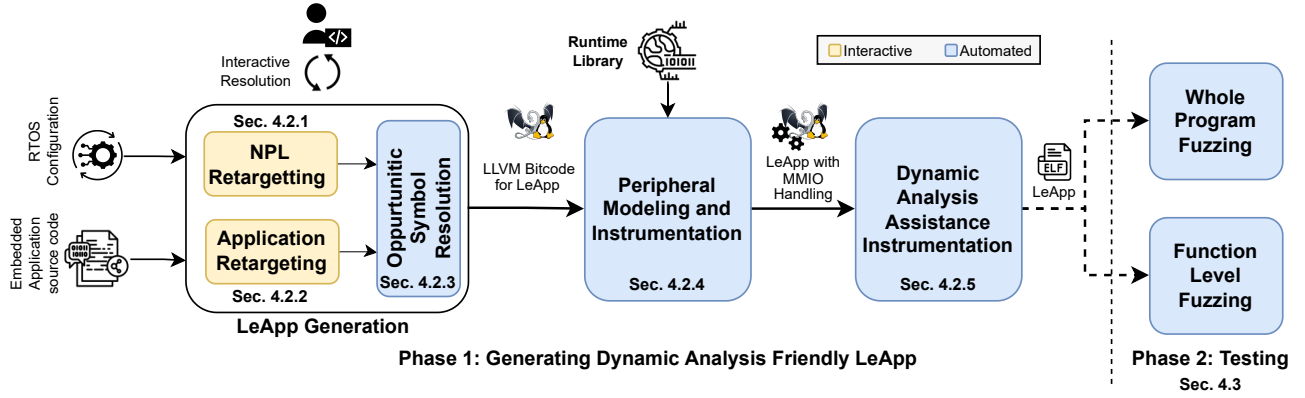 Interactive
Resolution
Runtime
Library
01011
Interactive
Automated
RTOS
Configuration
Embedded
Application
source code
Sec. 4.2.1
NPL
Retargetting
Application
Retargeting
Sec. 4.2.2
Oppurtunitic
Symbol
Resolution
Sec. 4.2.3
LeApp Generation
LLVM Bitcode
for LeApp
Peripheral
Modeling and
Instrumentation
Sec. 4.2.4
LeApp with
MMIO
Handling
Dynamic
Analysis
Assistance
Instrumentation
Sec. 4.2.5
ELF
LeApp
Whole
Program
Fuzzing
Function
Level
Fuzzing
Phase 1: Generating Dynamic Analysis Friendly LeApp
Phase 2: Testing
Sec. 4.3